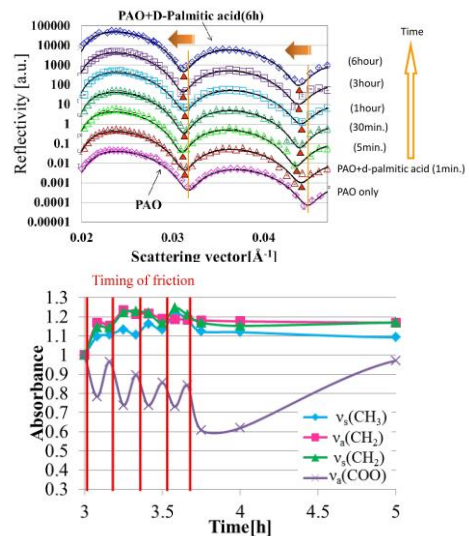 PAO+D-Palmitic acid(6h)
Time
100000
10000
1000
100
10
1
0.1
0.01
0.001
0.0001
0.00001
Reflectivity [a.u.]
(6hour)
(3hour)
(1hour)
(30min.)
(5min.)
PAO+d-palmitic acid (1min.)
PAO only
PAO
0.02 0.03 0.04
Scattering vector[Å⁻¹]
Timing of friction
1.3
1.2
1.1
1
0.9
0.8
0.7
0.6
0.5
0.4
0.3
Absorbance
νs(CH3)
νa(CH2)
νs(CH2)
νa(COO)
3 3.5 4 4.5 5
Time[h]